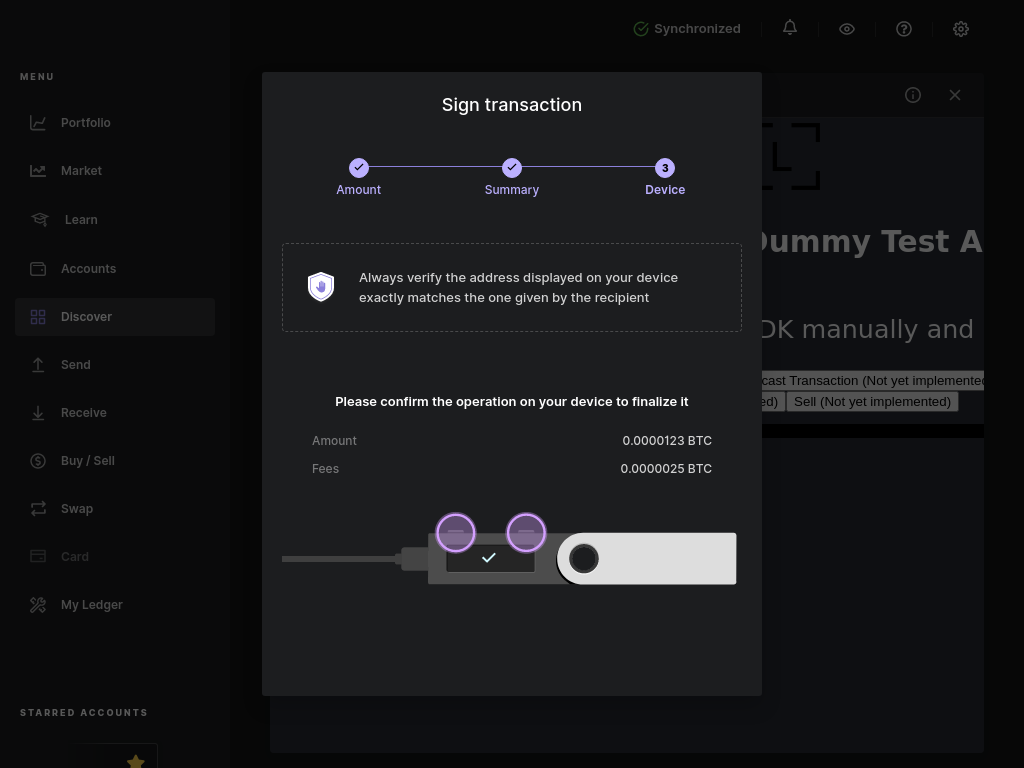 Synchronized
MENU
Portfolio
Market
Learn
Accounts
Discover
Send
Receive
Buy / Sell
Swap
Card
My Ledger
STARRED ACCOUNTS
Sign transaction
3
Amount
Summary
Device
Always verify the address displayed on your device
exactly matches the one given by the recipient
Please confirm the operation on your device to finalize it
Amount 0.0000123 BTC
Fees 0.0000025 BTC
L
Dummy Test A
DK manually and
cast Transaction (Not yet implemented
ed) Sell (Not yet implemented)